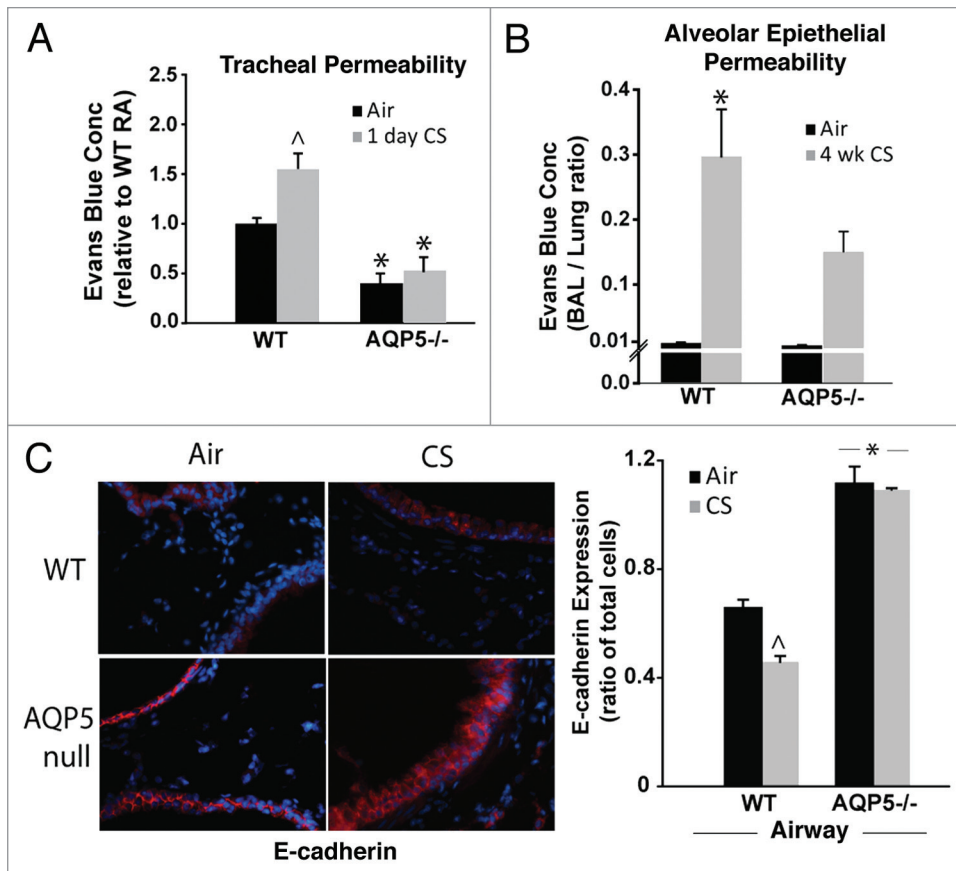 A
Tracheal Permeability
Evans Blue Conc
(relative to WT RA)
2.5
2.0
1.5
1.0
0.5
0.0
Air
1 day CS
^
*
*
WT
AQP5-/-
B
Alveolar Epiethelial
Permeability
Evans Blue Conc
(BAL / Lung ratio)
0.4
0.3
0.2
0.1
0.01
0.0
*
Air
4 wk CS
WT
AQP5-/-
C
Air
CS
WT
AQP5
null
E-cadherin
E-cadherin Expression
(ratio of total cells)
1.2
0.8
0.4
0
Air
CS
*
^
WT
AQP5-/-
Airway